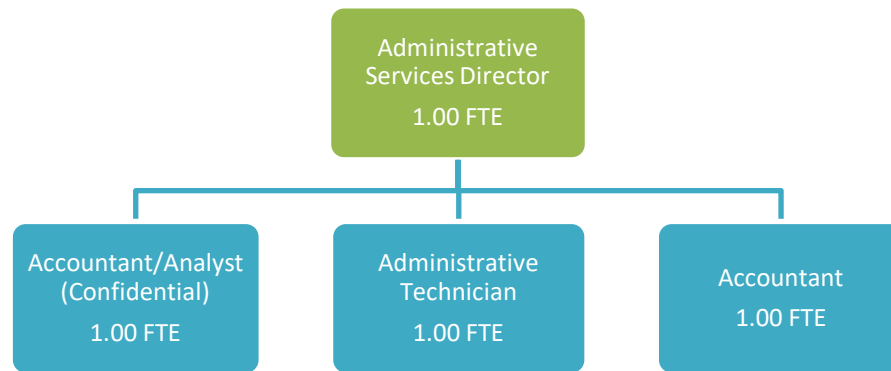 Administrative
Services Director
1.00 FTE
Accountant/Analyst
(Confidential)
1.00 FTE
Administrative
Technician
1.00 FTE
Accountant
1.00 FTE